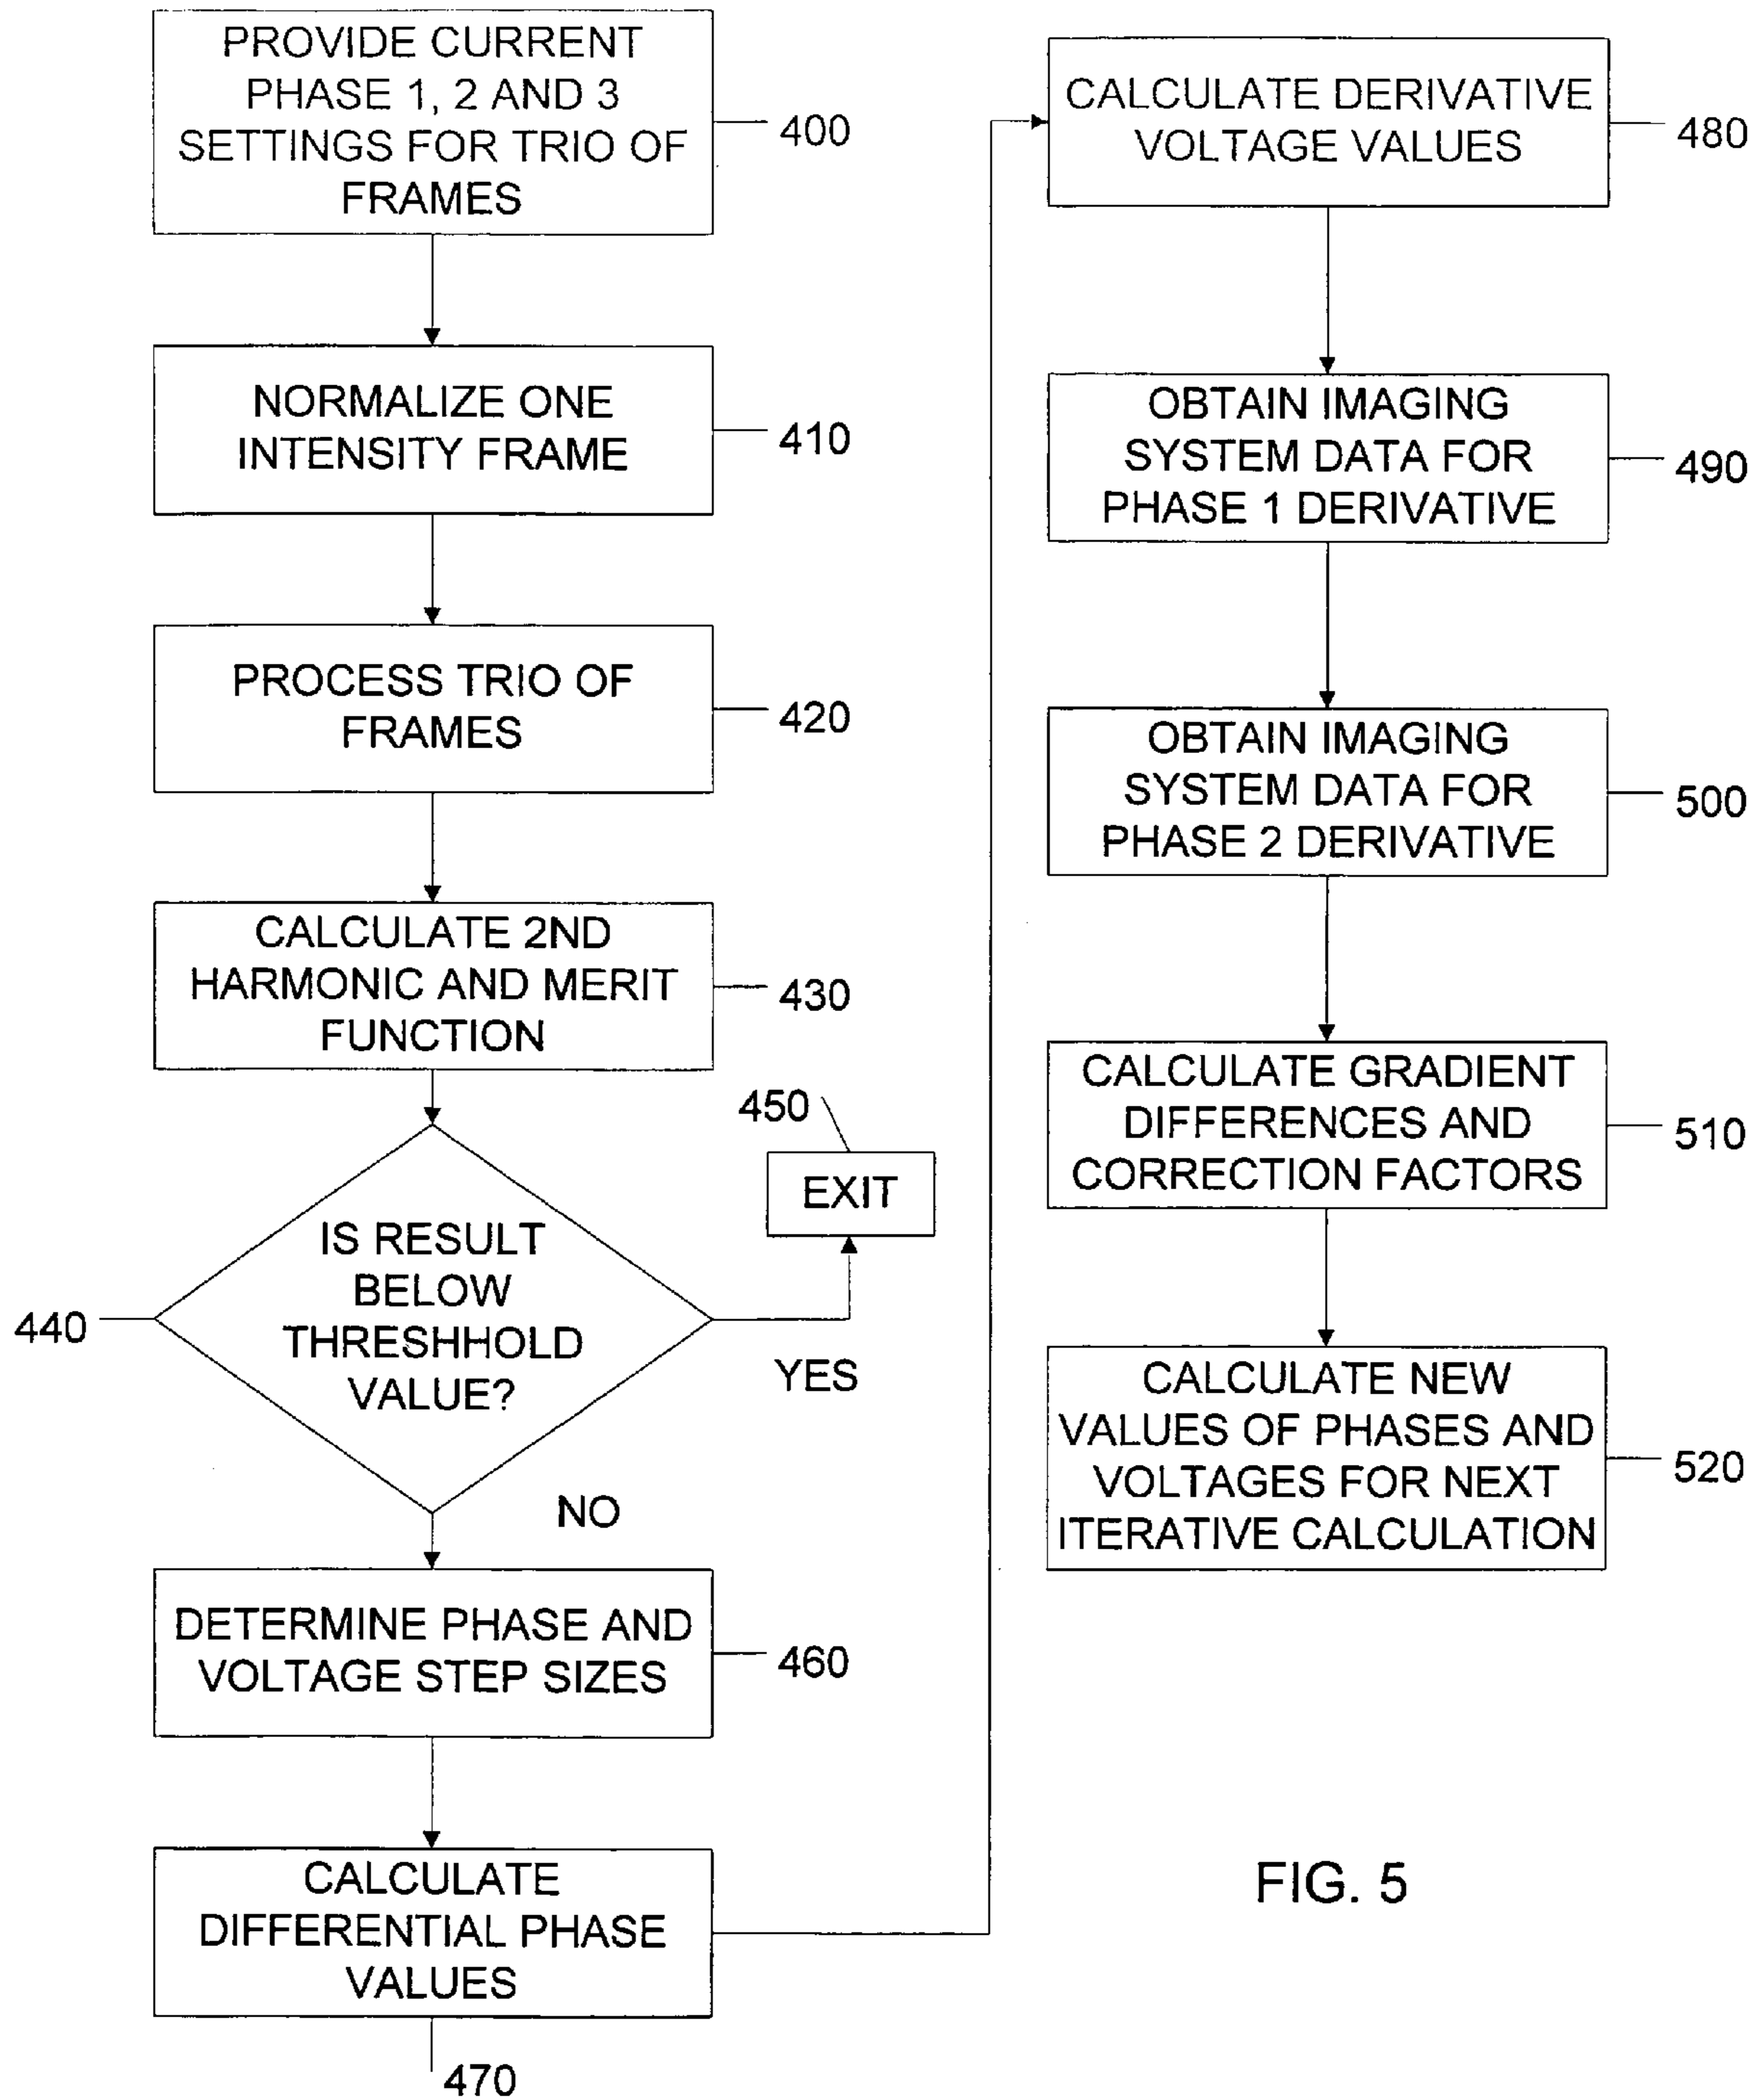 PROVIDE CURRENT
PHASE 1, 2 AND 3
SETTINGS FOR TRIO OF
FRAMES
400
NORMALIZE ONE
INTENSITY FRAME
410
PROCESS TRIO OF
FRAMES
420
CALCULATE 2ND
HARMONIC AND MERIT
FUNCTION
430
450
EXIT
IS RESULT
BELOW
THRESHHOLD
VALUE?
440
YES
NO
DETERMINE PHASE AND
VOLTAGE STEP SIZES
460
CALCULATE
DIFFERENTIAL PHASE
VALUES
470
CALCULATE DERIVATIVE
VOLTAGE VALUES
480
OBTAIN IMAGING
SYSTEM DATA FOR
PHASE 1 DERIVATIVE
490
OBTAIN IMAGING
SYSTEM DATA FOR
PHASE 2 DERIVATIVE
500
CALCULATE GRADIENT
DIFFERENCES AND
CORRECTION FACTORS
510
CALCULATE NEW
VALUES OF PHASES AND
VOLTAGES FOR NEXT
ITERATIVE CALCULATION
520
FIG. 5